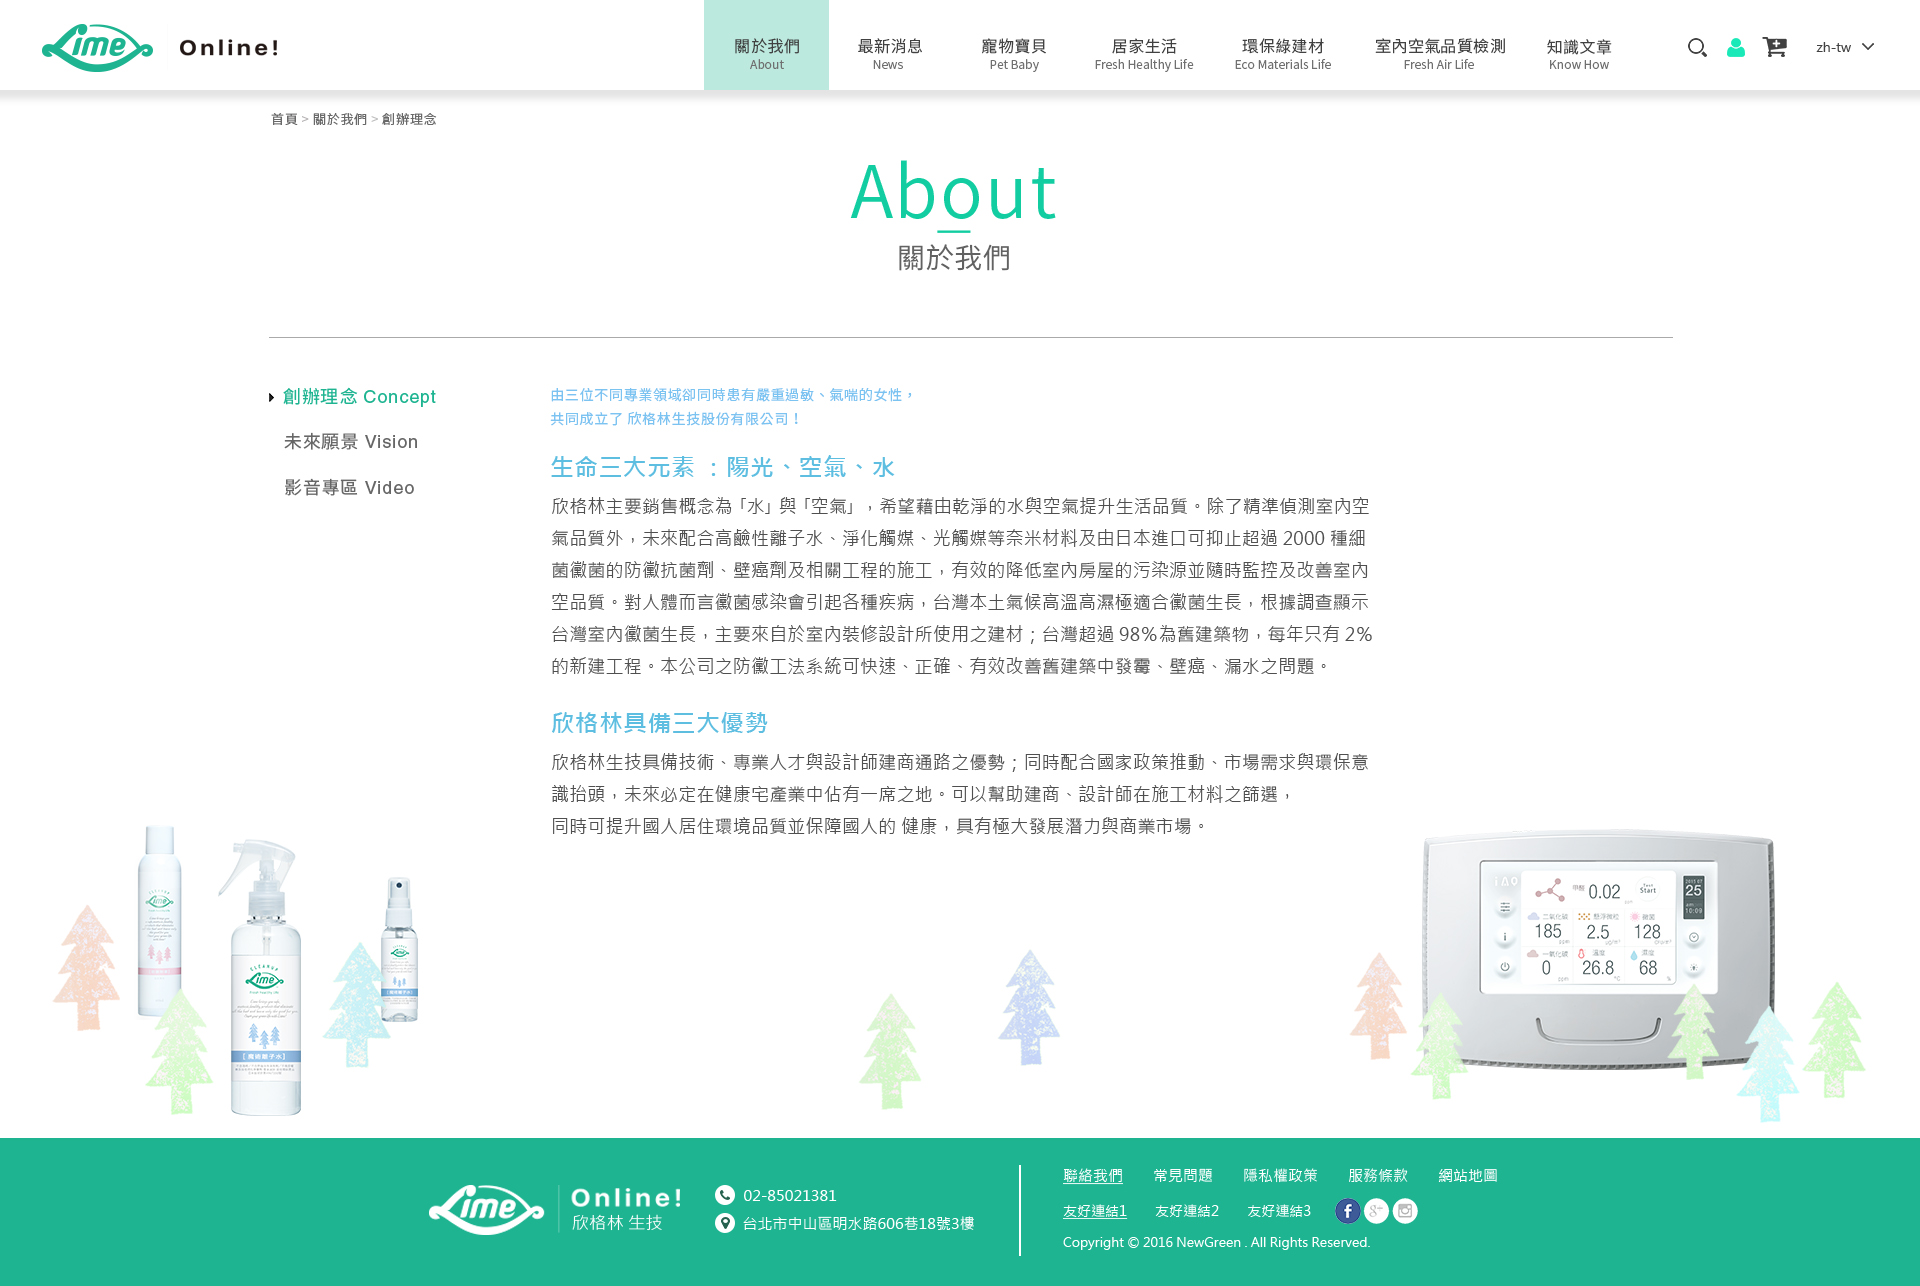 Lime Online!
關於我們 最新消息 寵物寶貝 居家生活 環保綠建材 室內空氣品質檢測 知識文章
About News Pet Baby Fresh Healthy Life Eco Materials Life Fresh Air Life Know How
zh-tw
首頁 > 關於我們 > 創辦理念
About
關於我們
創辦理念 Concept
未來願景 Vision
影音專區 Video
由三位不同專業領域卻同時患有嚴重過敏、氣喘的女性，
共同成立了 欣格林生技股份有限公司！
生命三大元素 ：陽光、空氣、水
欣格林主要銷售概念為「水」與「空氣」，希望藉由乾淨的水與空氣提升生活品質。除了精準偵測室內空
氣品質外，未來配合高鹼性離子水、淨化觸媒、光觸媒等奈米材料及由日本進口可抑止超過 2000 種細
菌黴菌的防黴抗菌劑、壁癌劑及相關工程的施工，有效的降低室內房屋的污染源並隨時監控及改善室內
空品質。對人體而言黴菌感染會引起各種疾病，台灣本土氣候高溫高濕極適合黴菌生長，根據調查顯示
台灣室內黴菌生長，主要來自於室內裝修設計所使用之建材；台灣超過 98%為舊建築物，每年只有 2%
的新建工程。本公司之防黴工法系統可快速、正確、有效改善舊建築中發霉、壁癌、漏水之問題。
欣格林具備三大優勢
欣格林生技具備技術、專業人才與設計師建商通路之優勢；同時配合國家政策推動、市場需求與環保意
識抬頭，未來必定在健康宅產業中佔有一席之地。可以幫助建商、設計師在施工材料之篩選，
同時可提升國人居住環境品質並保障國人的 健康，具有極大發展潛力與商業市場。
CLEANUP
Lime
甲醛 0.02
Test Start
25
10:09
二氧化碳 懸浮微粒 黴菌
185 2.5 128
一氧化碳 溫度 濕度
0 26.8 68
Lime Online!
欣格林 生技
02-85021381
台北市中山區明水路606巷18號3樓
聯絡我們 常見問題 隱私權政策 服務條款 網站地圖
友好連結1 友好連結2 友好連結3
Copyright © 2016 NewGreen . All Rights Reserved.